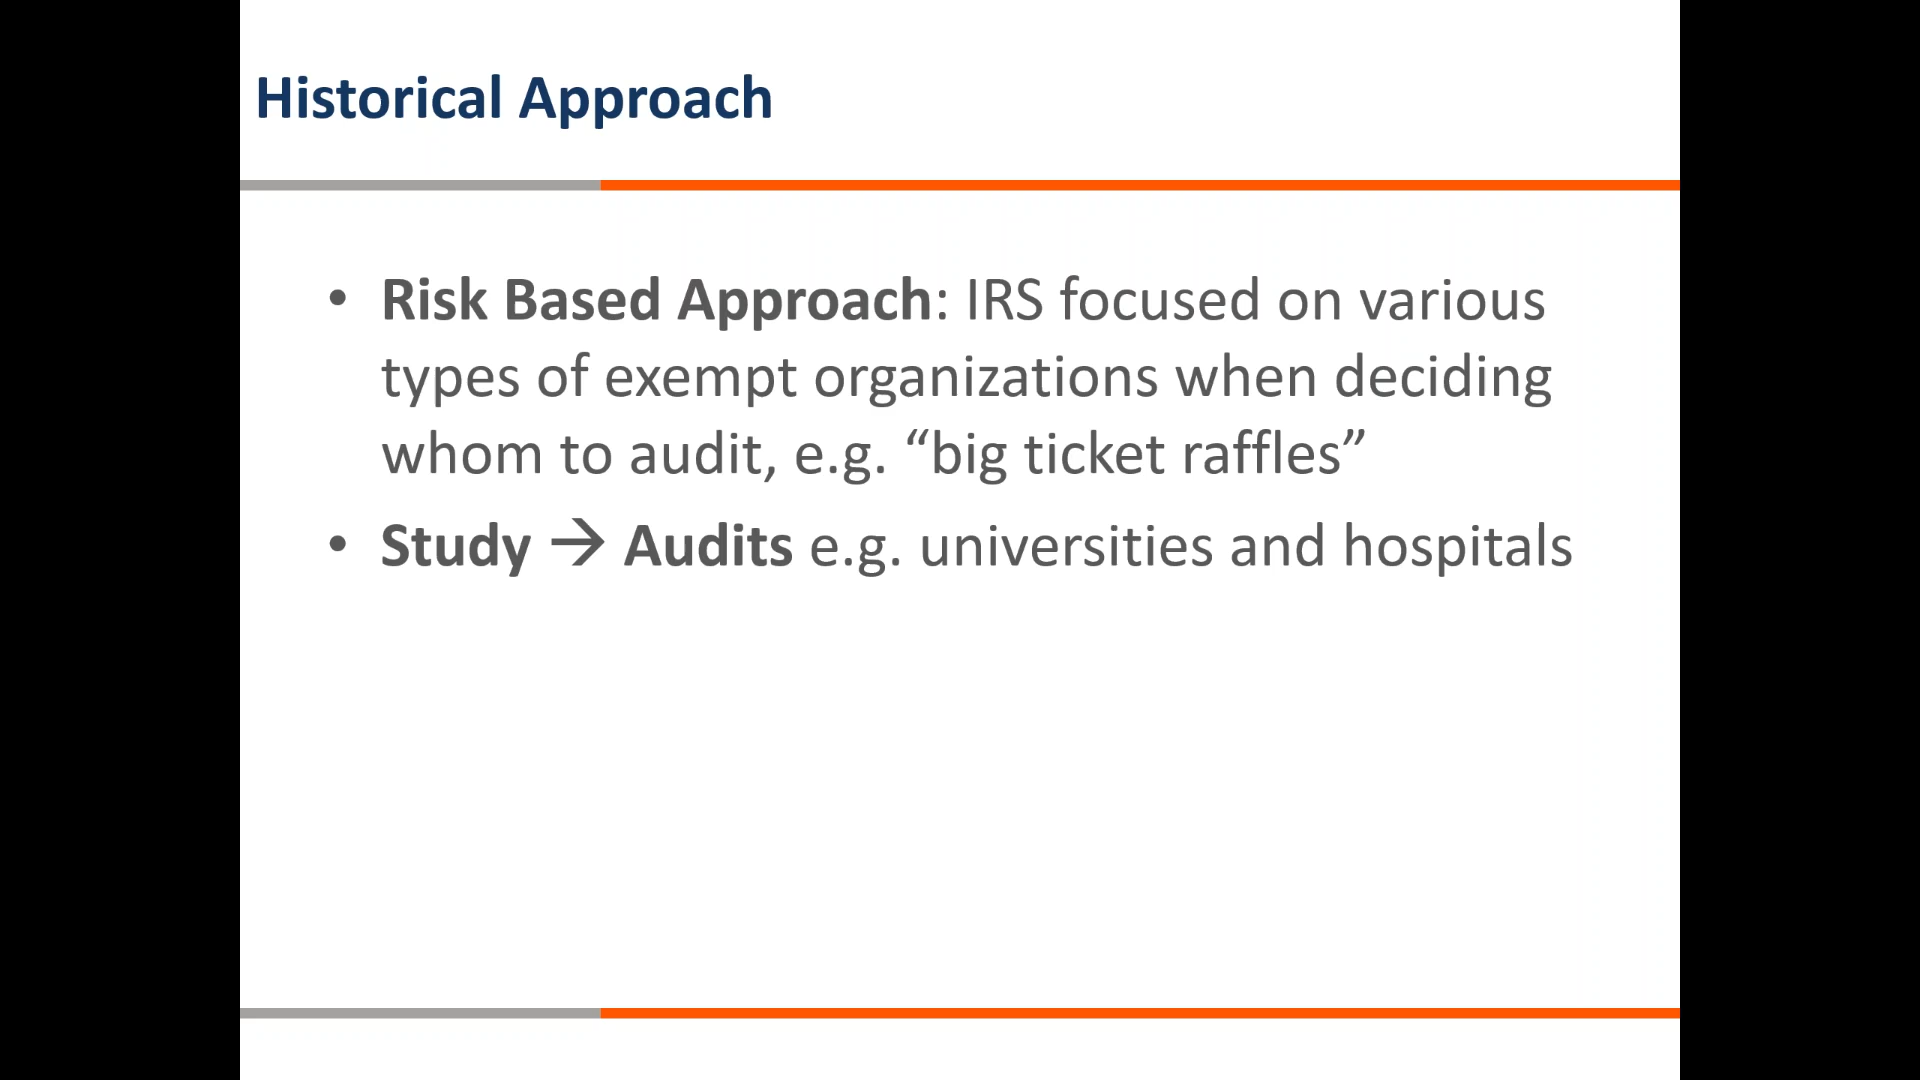 Historical Approach
• Risk Based Approach: IRS focused on various
types of exempt organizations when deciding
whom to audit, e.g. “big ticket raffles”
• Study → Audits e.g. universities and hospitals